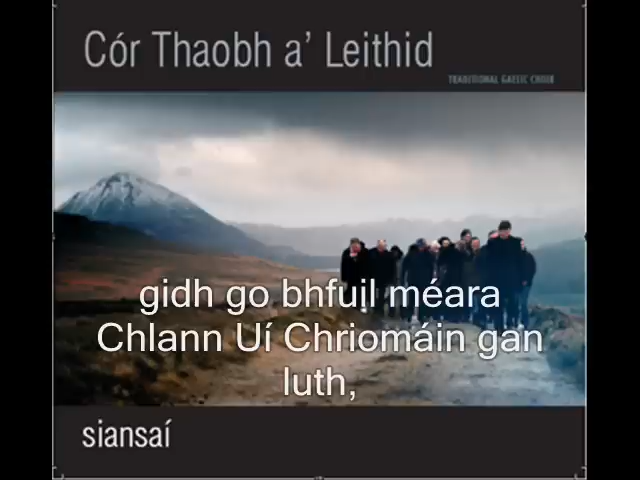 Cór Thaobh a' Leithid
TRADITIONAL GAELIC CHOIR
gidh go bhfuil méara
Chlann Uí Chriomáin gan
luth,
siansaí